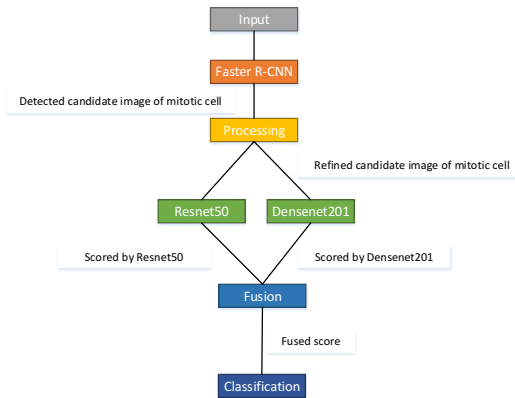 Input
Faster R-CNN
Detected candidate image of mitotic cell
Processing
Refined candidate image of mitotic cell
Resnet50
Densenet201
Scored by Resnet50
Scored by Densenet201
Fusion
Fused score
Classification